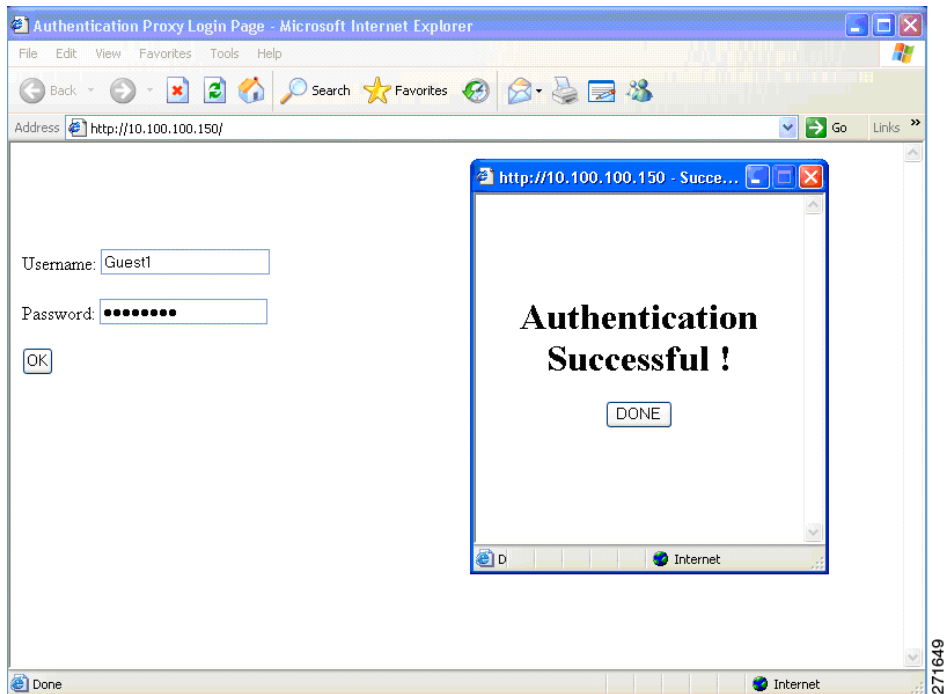 Authentication Proxy Login Page - Microsoft Internet Explorer
File Edit View Favorites Tools Help
Back Search Favorites
Address http://10.100.100.150/ Go Links »
http://10.100.100.150 - Succe...
Username: Guest1
Password: ••••••••
OK
Authentication
Successful !
DONE
D Internet
Done Internet
271649